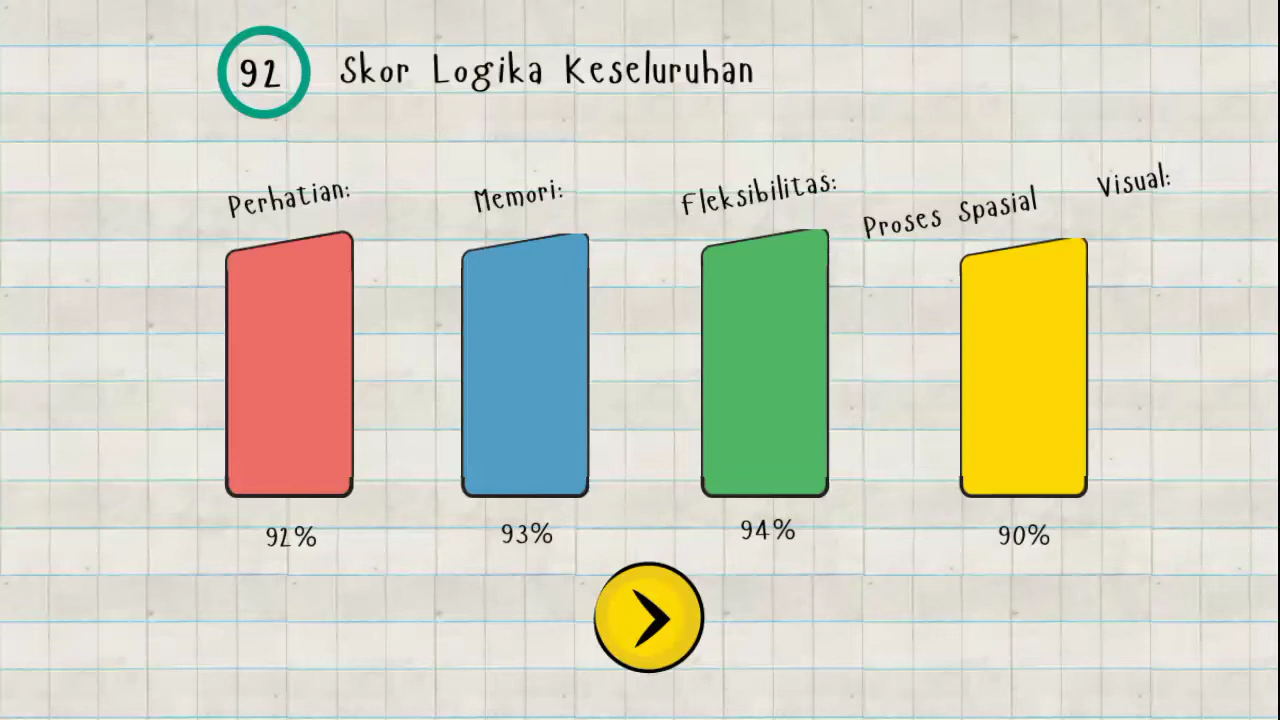 92
Skor Logika Keseluruhan
Perhatian:
Memori:
Fleksibilitas:
Proses Spasial Visual:
92%
93%
94%
90%